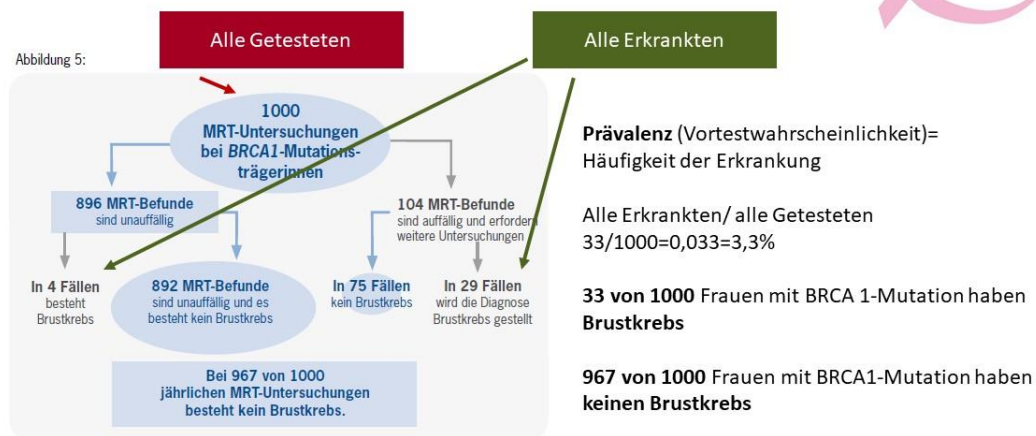 Alle Getesteten
Alle Erkrankten
Abbildung 5:
1000
MRT-Untersuchungen
bei BRCA1-Mutations-
trägerinnen
896 MRT-Befunde
sind unauffällig
104 MRT-Befunde
sind auffällig und erfordern
weitere Untersuchungen
In 4 Fällen
besteht
Brustkrebs
892 MRT-Befunde
sind unauffällig und es
besteht kein Brustkrebs
In 75 Fällen
kein Brustkrebs
In 29 Fällen
wird die Diagnose
Brustkrebs gestellt
Bei 967 von 1000
jährlichen MRT-Untersuchungen
besteht kein Brustkrebs.
Prävalenz (Vortestwahrscheinlichkeit)=
Häufigkeit der Erkrankung
Alle Erkrankten/ alle Getesteten
33/1000=0,033=3,3%
33 von 1000 Frauen mit BRCA 1-Mutation haben
Brustkrebs
967 von 1000 Frauen mit BRCA1-Mutation haben
keinen Brustkrebs